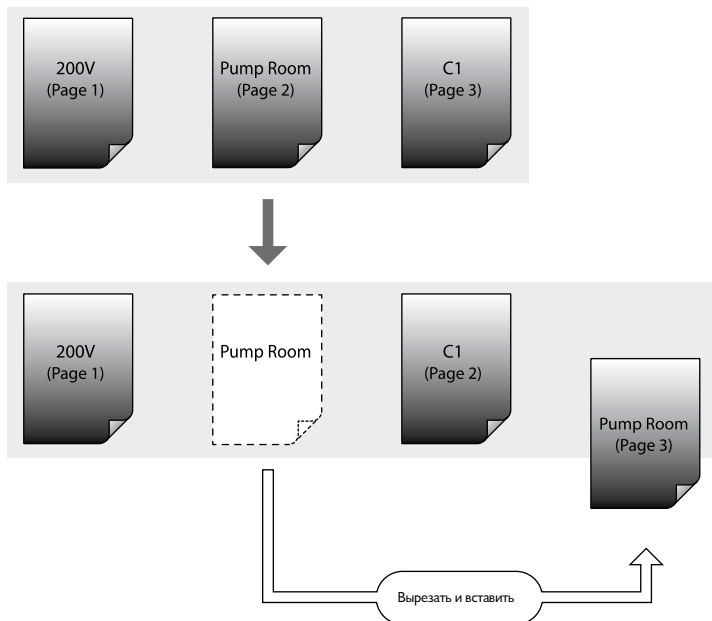 200V
(Page 1)
Pump Room
(Page 2)
C1
(Page 3)
200V
(Page 1)
Pump Room
C1
(Page 2)
Pump Room
(Page 3)
Вырезать и вставить